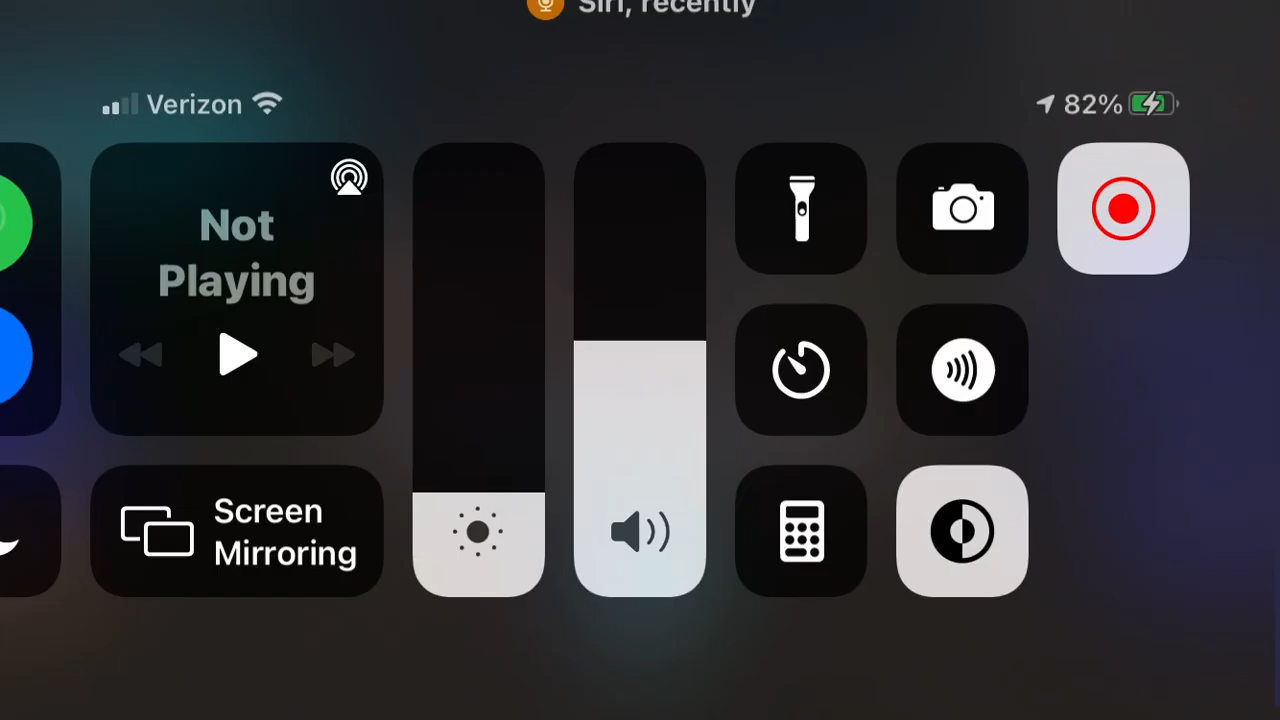 Siri, recently
Verizon
82%
Not
Playing
Screen
Mirroring